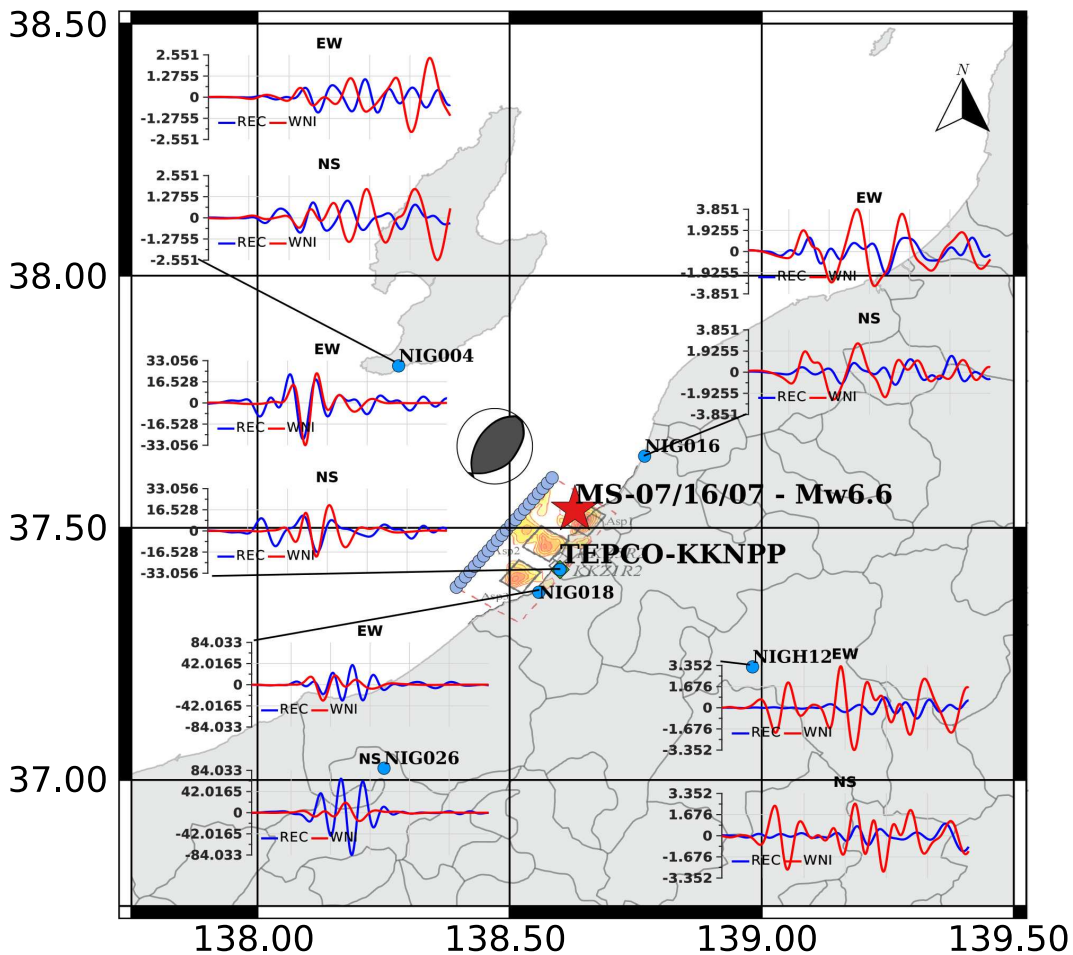 38.50
38.00
37.50
37.00
138.00
138.50
139.00
139.50
N
EW
2.551
1.2755
0
-1.2755
-2.551
REC
WNI
NS
2.551
1.2755
0
-1.2755
-2.551
REC
WNI
NIG004
EW
3.851
1.9255
0
-1.9255
-3.851
REC
WNI
NS
3.851
1.9255
0
-1.9255
-3.851
REC
WNI
NIG016
EW
33.056
16.528
0
-16.528
-33.056
REC
WNI
NS
33.056
16.528
0
-16.528
-33.056
REC
WNI
MS-07/16/07 - Mw6.6
Asp1
TEPCO-KKNPP
Asp2
KKZ1R2
NIG018
EW
84.033
42.0165
0
-42.0165
-84.033
REC
WNI
NS
NIG026
84.033
42.0165
0
-42.0165
-84.033
REC
WNI
NIGH12
EW
3.352
1.676
0
-1.676
-3.352
REC
WNI
NS
3.352
1.676
0
-1.676
-3.352
REC
WNI